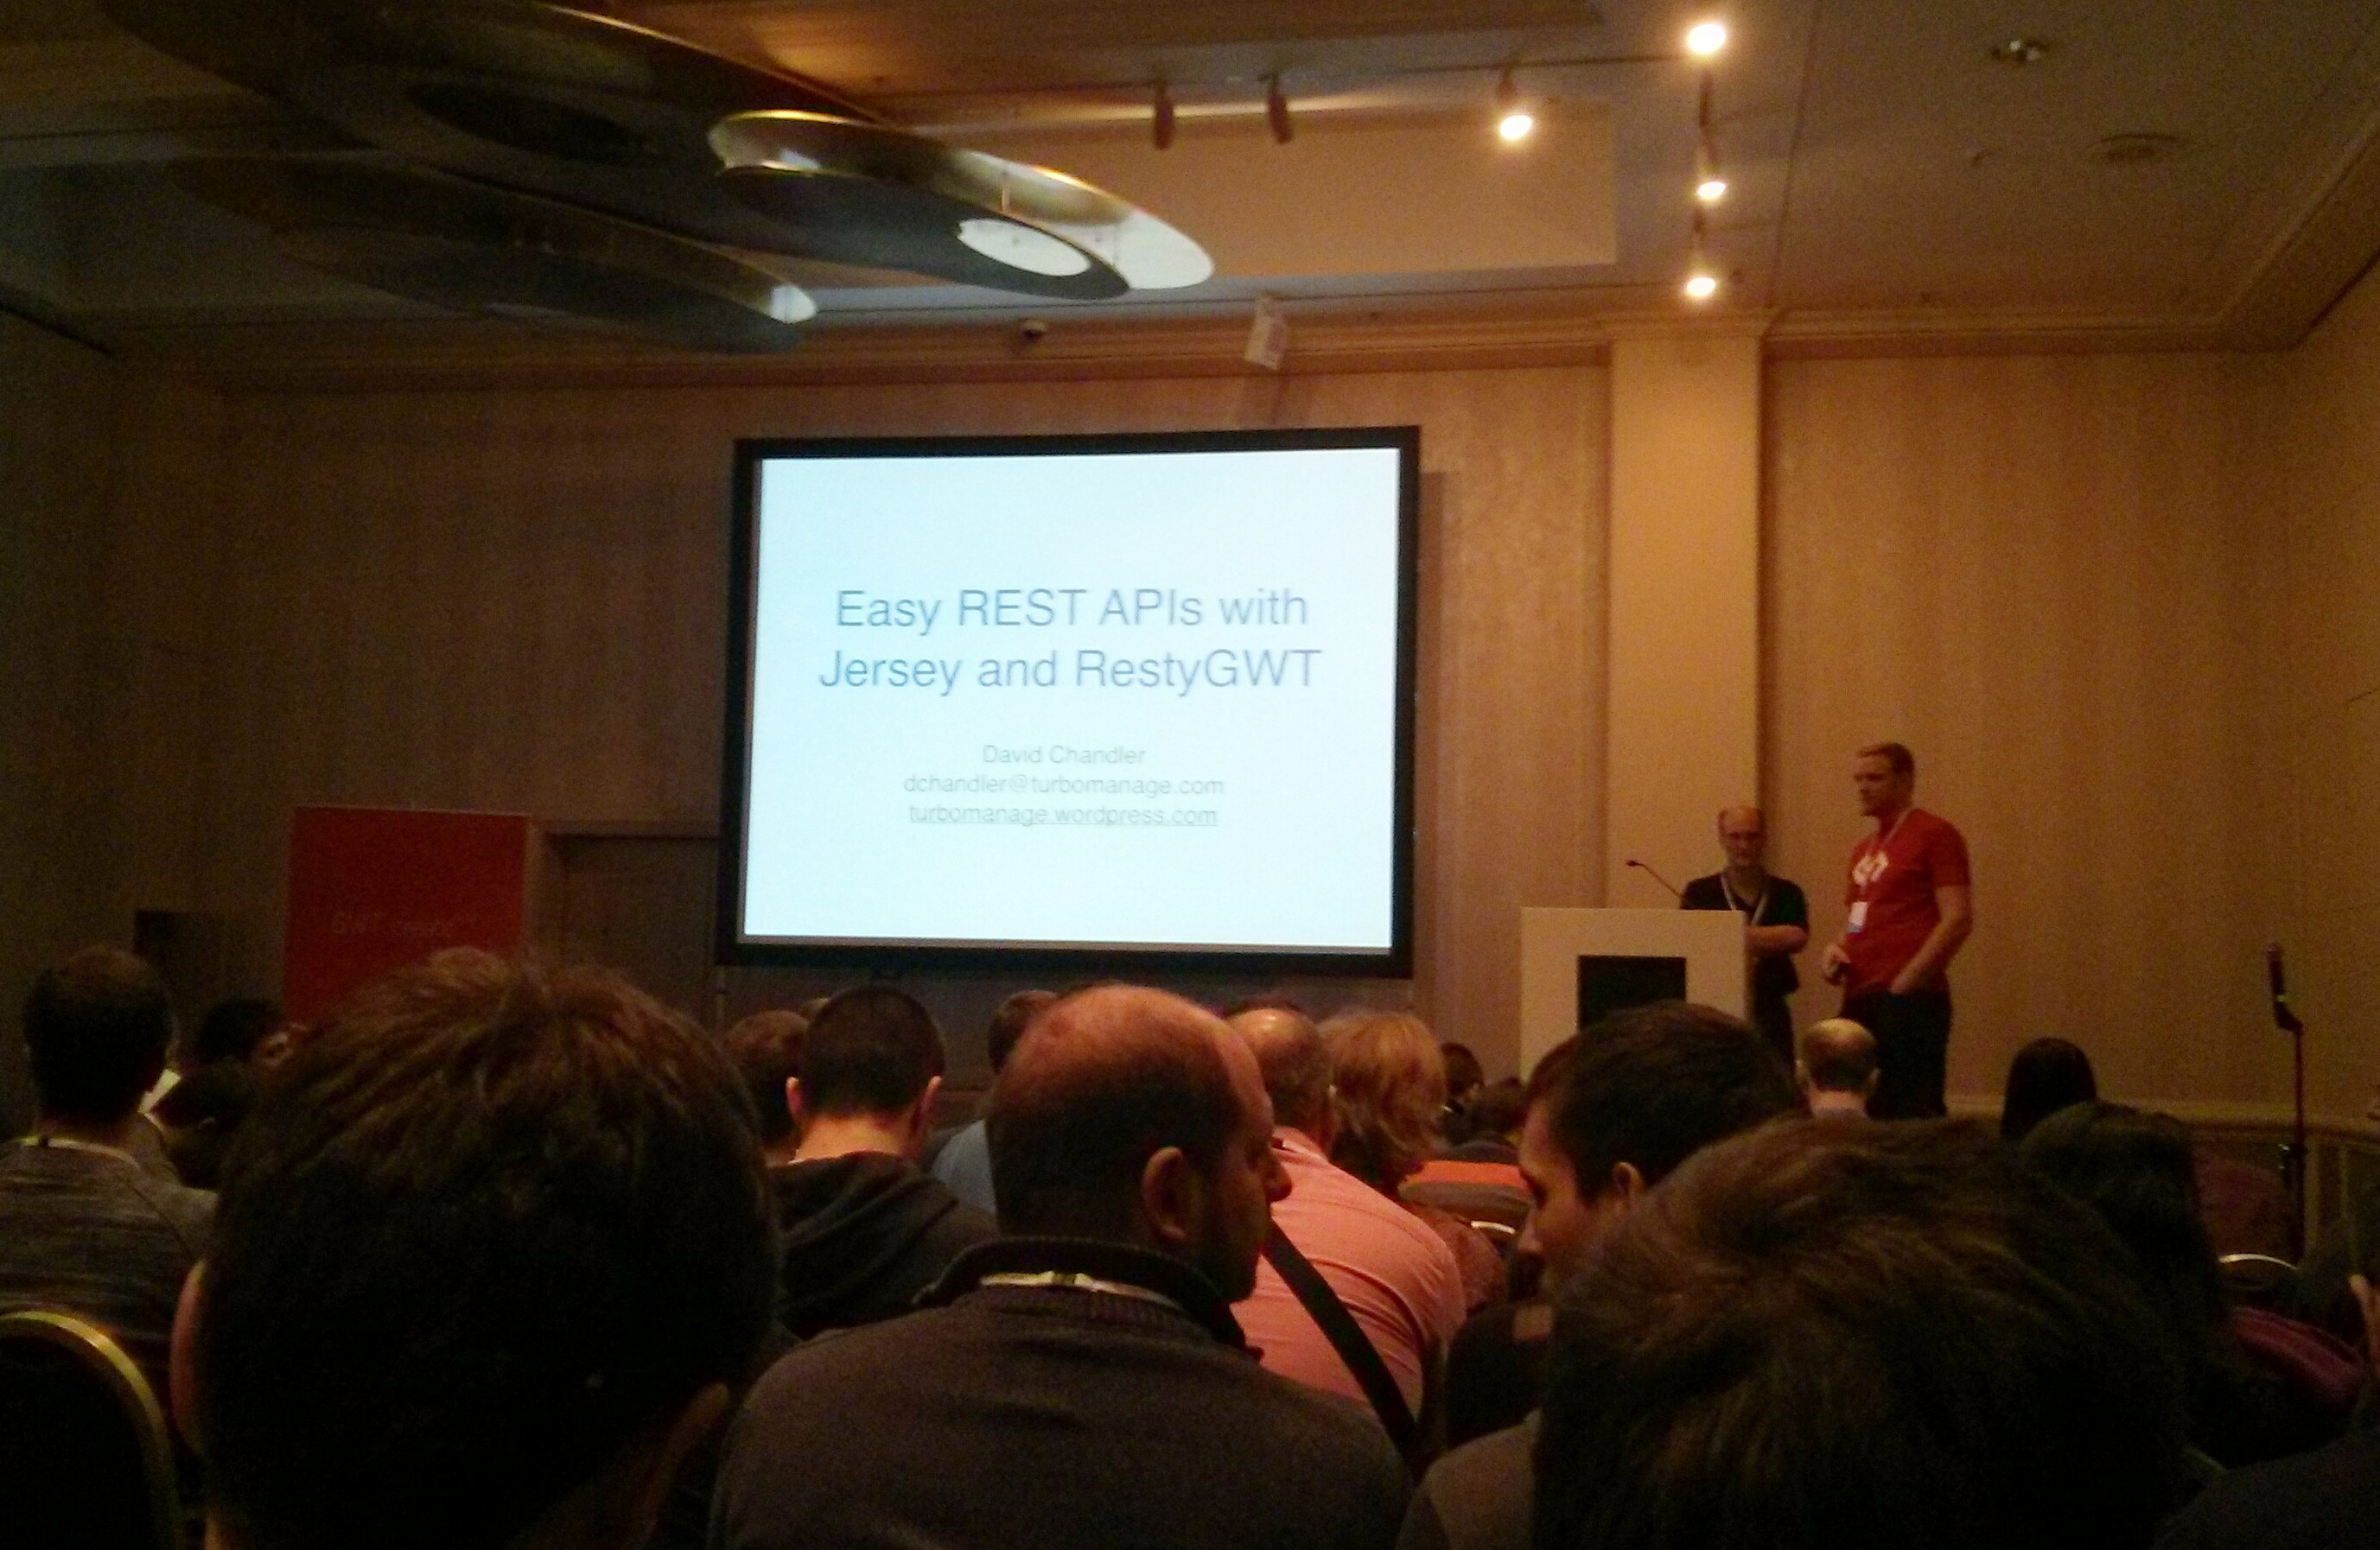 Easy REST APIs with
Jersey and RestyGWT
David Chandler
dchandler@turbomanage.com
turbomanage.wordpress.com